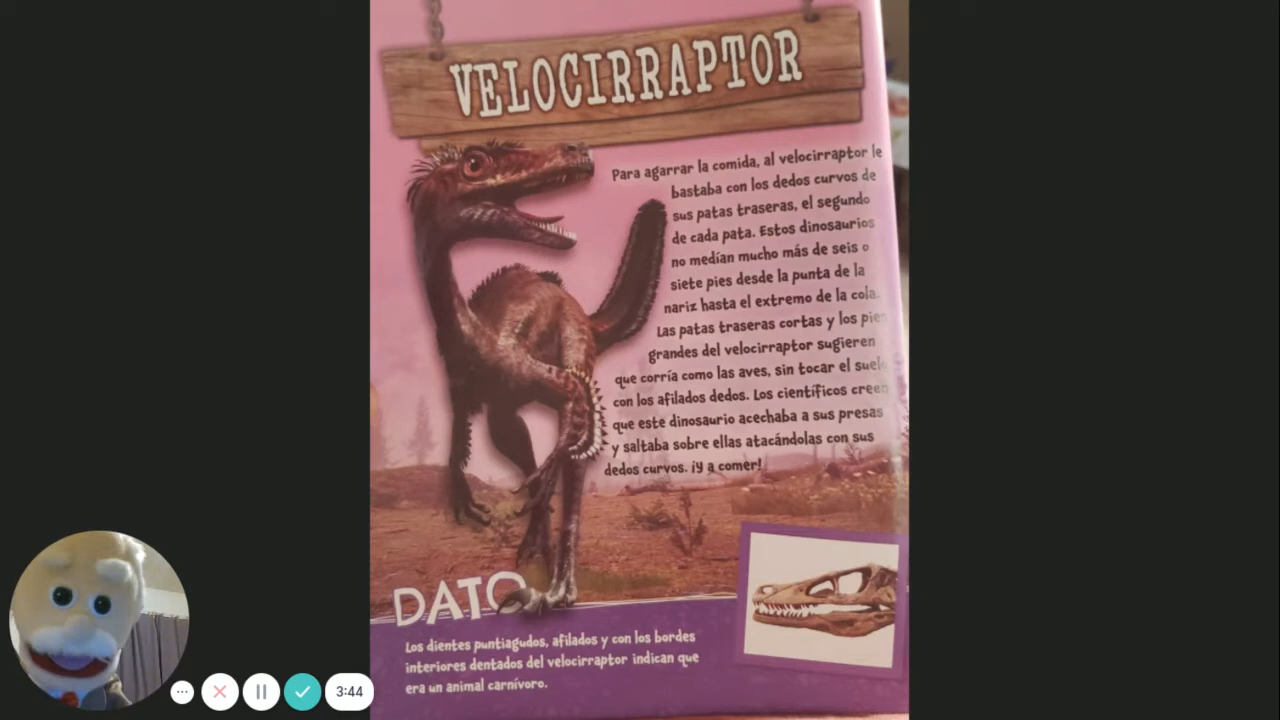 VELOCIRRAPTOR
Para agarrar la comida, al velocirraptor le
bastaba con los dedos curvos de
sus patas traseras, el segundo
de cada pata. Estos dinosaurios
no medían mucho más de seis o
siete pies desde la punta de la
nariz hasta el extremo de la cola.
Las patas traseras cortas y los pies
grandes del velocirraptor sugieren
que corría como las aves, sin tocar el suelo
con los afilados dedos. Los científicos creen
que este dinosaurio acechaba a sus presas
y saltaba sobre ellas atacándolas con sus
dedos curvos. ¡Y a comer!
DATO
Los dientes puntiagudos, afilados y con los bordes
interiores dentados del velocirraptor indican que
era un animal carnívoro.
3:44